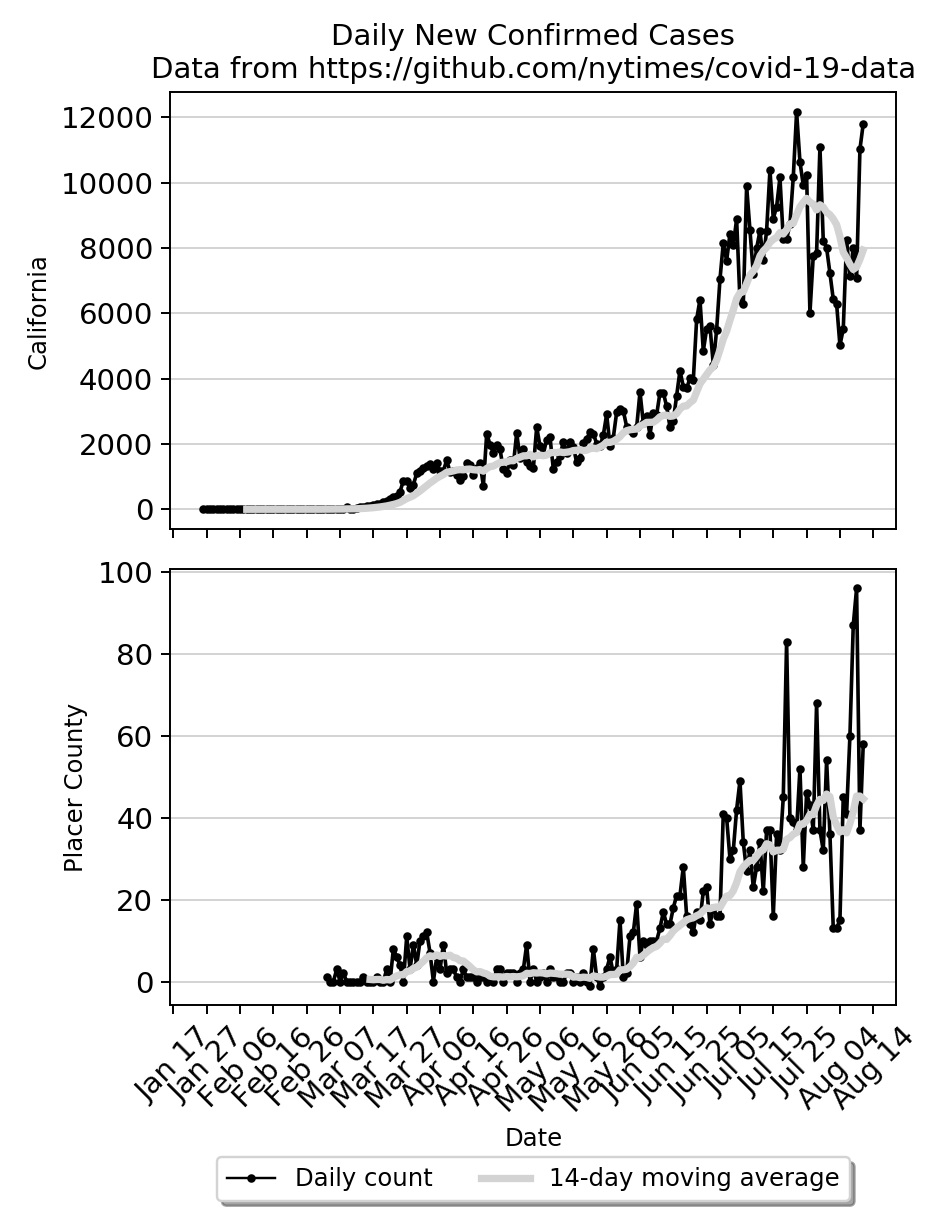 Daily New Confirmed Cases
Data from https://github.com/nytimes/covid-19-data
12000
10000
8000
6000
4000
2000
0
California
100
80
60
40
20
0
Placer County
Jan 17
Jan 27
Feb 06
Feb 16
Feb 26
Mar 07
Mar 17
Mar 27
Apr 06
Apr 16
Apr 26
May 06
May 16
May 26
Jun 05
Jun 15
Jun 25
Jul 05
Jul 15
Jul 25
Aug 04
Aug 14
Date
Daily count 14-day moving average